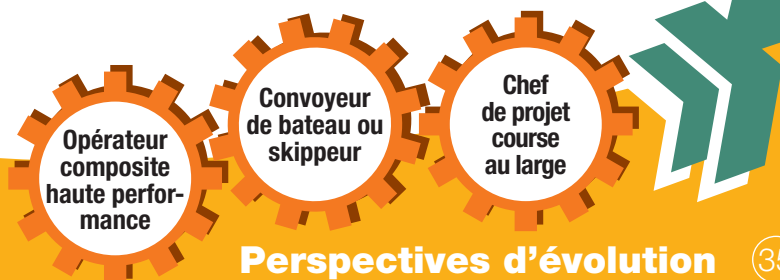 Opérateur
composite
haute perfor-
mance
Convoyeur
de bateau ou
skippeur
Chef
de projet
course
au large
Perspectives d'évolution